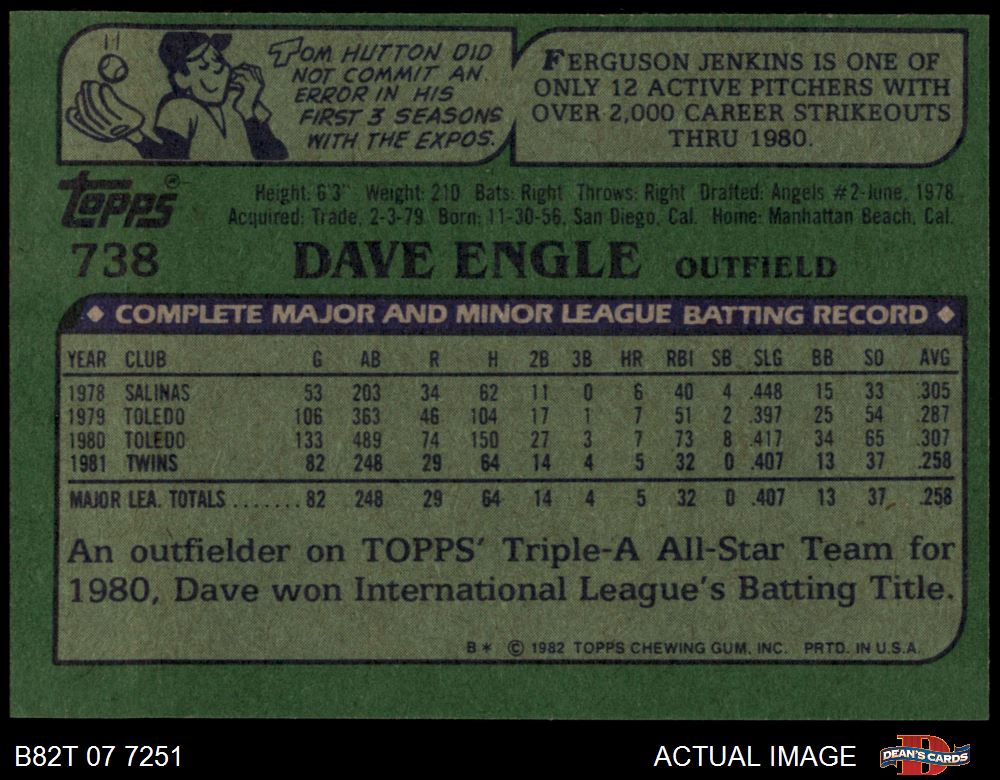 TOM HUTTON DID
NOT COMMIT AN
ERROR IN HIS
FIRST 3 SEASONS
WITH THE EXPOS.
FERGUSON JENKINS IS ONE OF
ONLY 12 ACTIVE PITCHERS WITH
OVER 2,000 CAREER STRIKEOUTS
THRU 1980.
TOPPS®
738
Height: 6'3" Weight: 210 Bats: Right Throws: Right Drafted: Angels #2-June, 1978
Acquired: Trade, 2-3-79 Born: 11-30-56, San Diego, Cal. Home: Manhattan Beach, Cal.
DAVE ENGLE OUTFIELD
◆ COMPLETE MAJOR AND MINOR LEAGUE BATTING RECORD ◆
YEAR CLUB G AB R H 2B 3B HR RBI SB SLG BB SO AVG
1978 SALINAS 53 203 34 62 11 0 6 40 4 .448 15 33 .305
1979 TOLEDO 106 363 46 104 17 1 7 51 2 .397 25 54 .287
1980 TOLEDO 133 489 74 150 27 3 7 73 8 .417 34 65 .307
1981 TWINS 82 248 29 64 14 4 5 32 0 .407 13 37 .258
MAJOR LEA. TOTALS ....... 82 248 29 64 14 4 5 32 0 .407 13 37 .258
An outfielder on TOPPS' Triple-A All-Star Team for
1980, Dave won International League's Batting Title.
B* © 1982 TOPPS CHEWING GUM, INC. PRTD. IN U.S.A.
B82T 07 7251 ACTUAL IMAGE DEAN'S CARDS